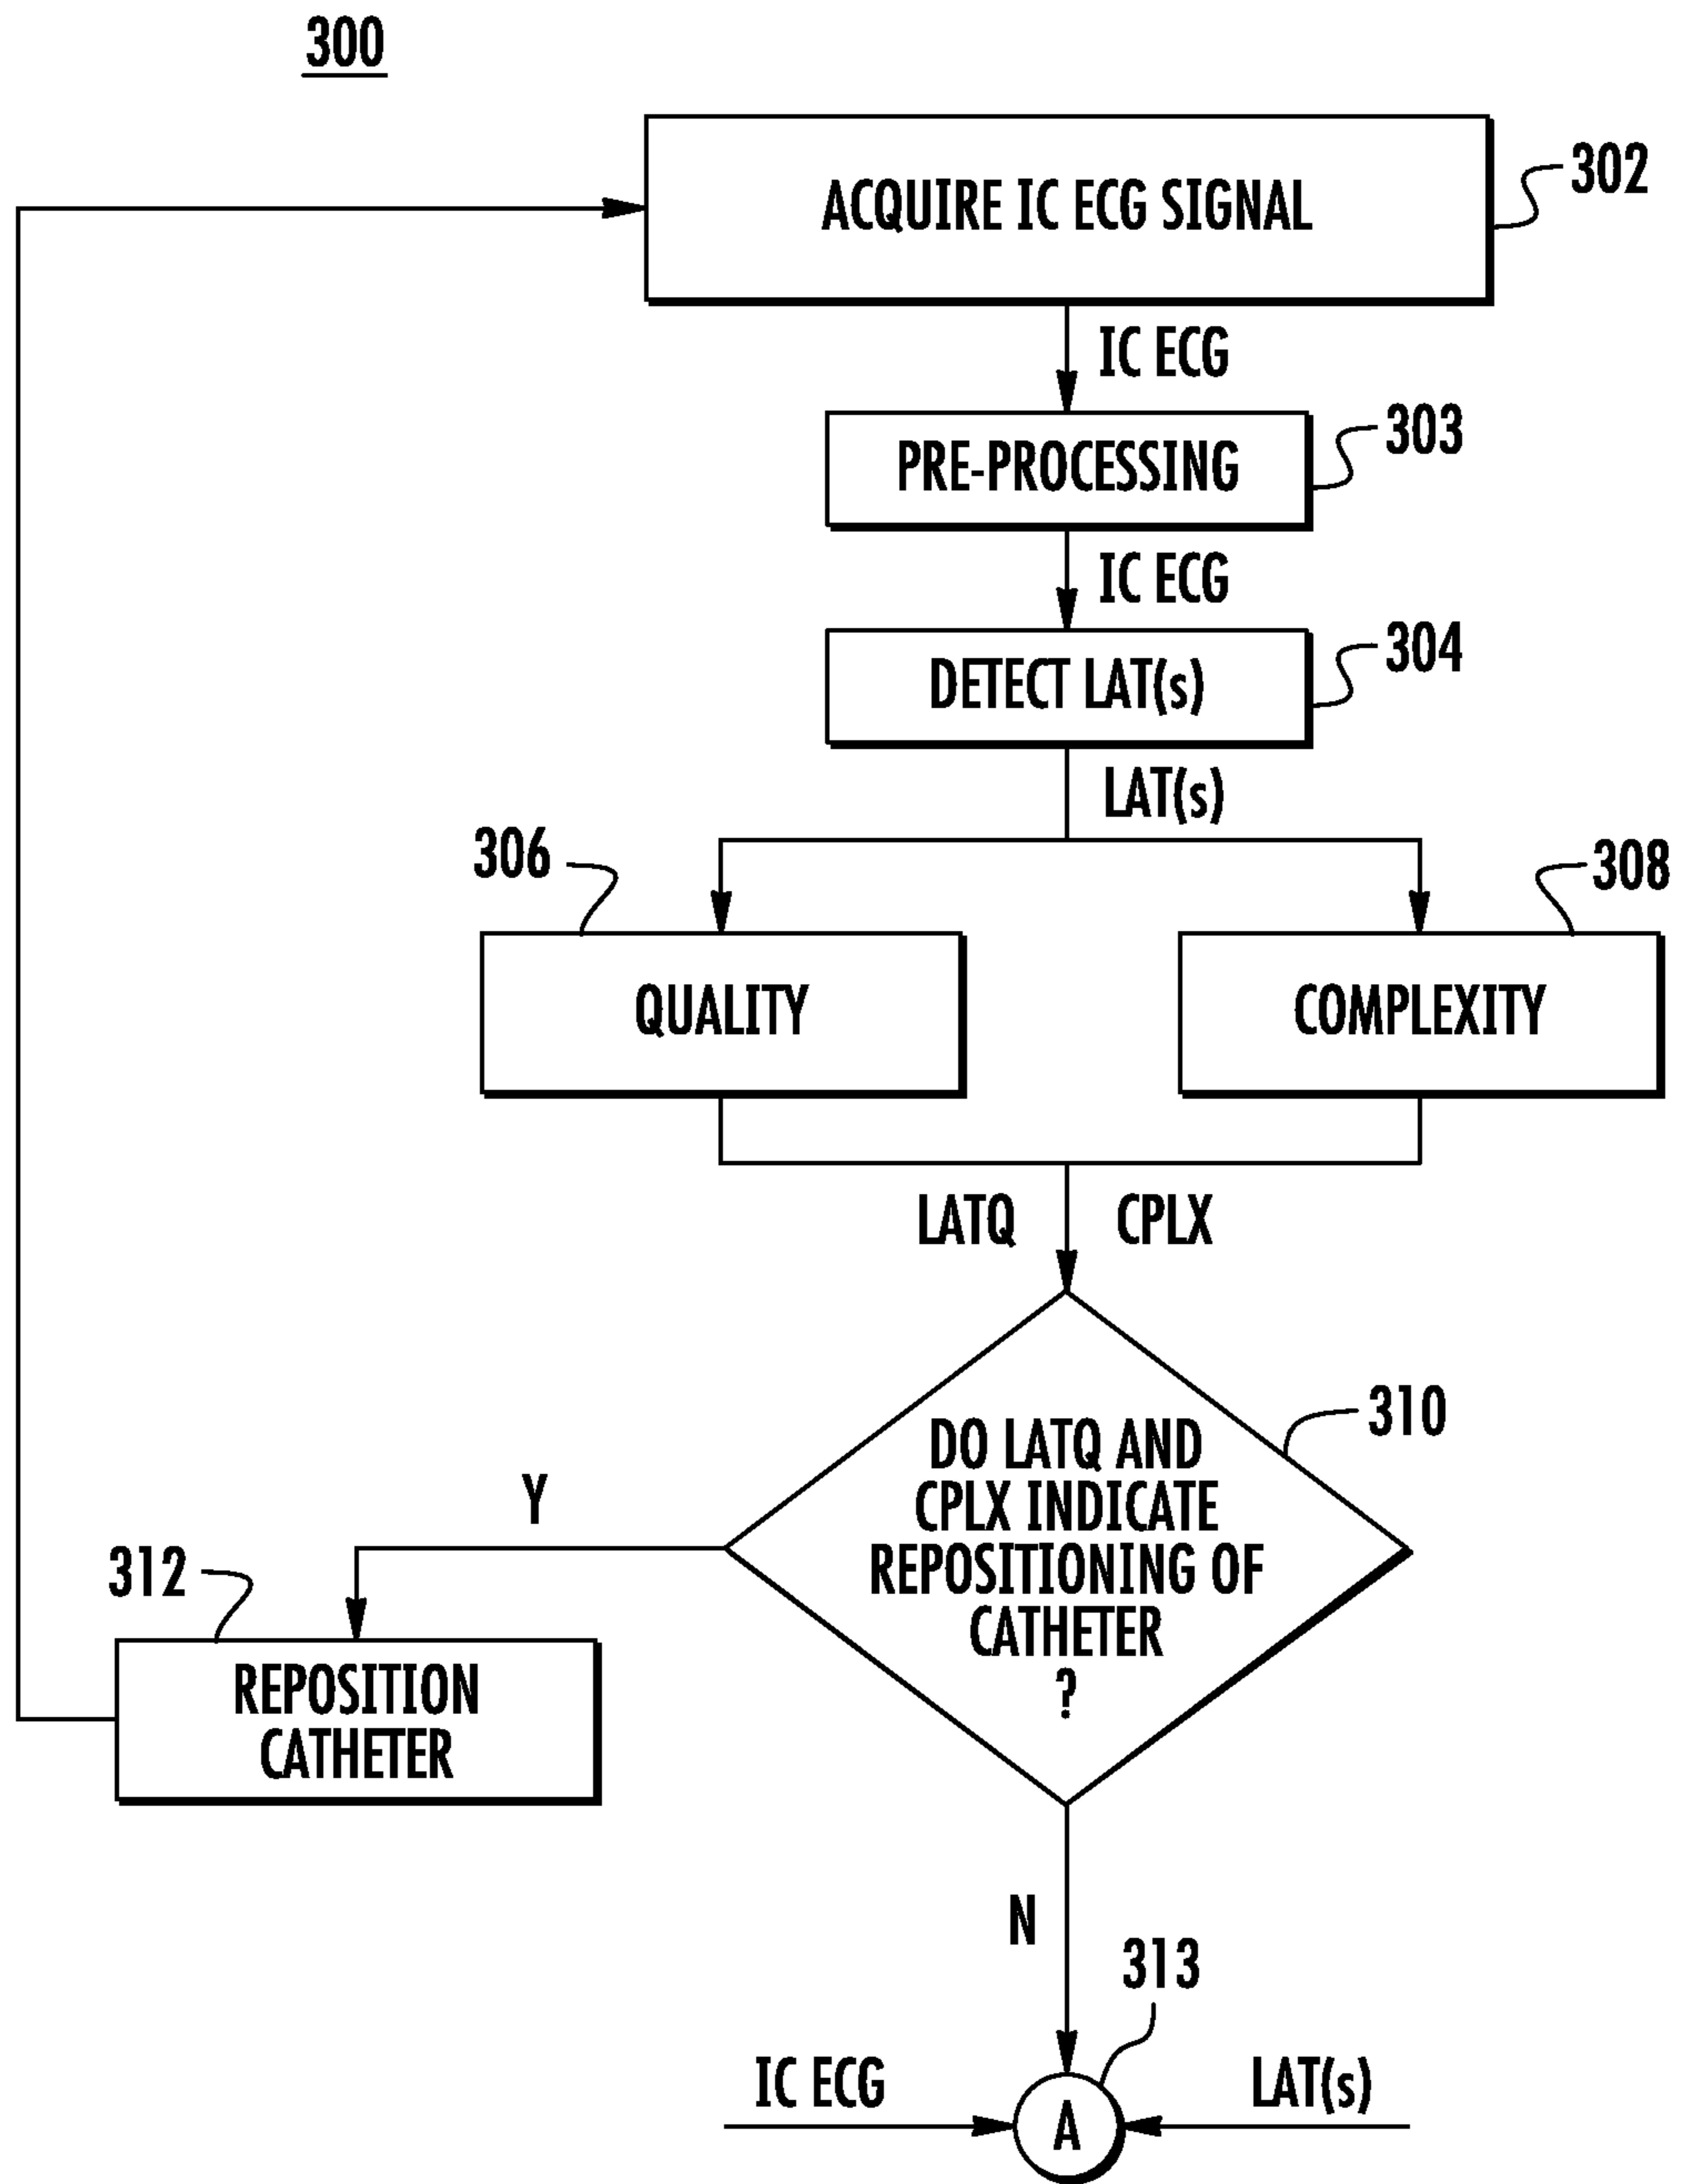 300
ACQUIRE IC ECG SIGNAL
302
IC ECG
PRE-PROCESSING
303
IC ECG
DETECT LAT(s)
304
LAT(s)
306
308
QUALITY
COMPLEXITY
LATQ
CPLX
310
DO LATQ AND
CPLX INDICATE
REPOSITIONING OF
CATHETER
?
Y
312
REPOSITION
CATHETER
N
313
IC ECG
A
LAT(s)